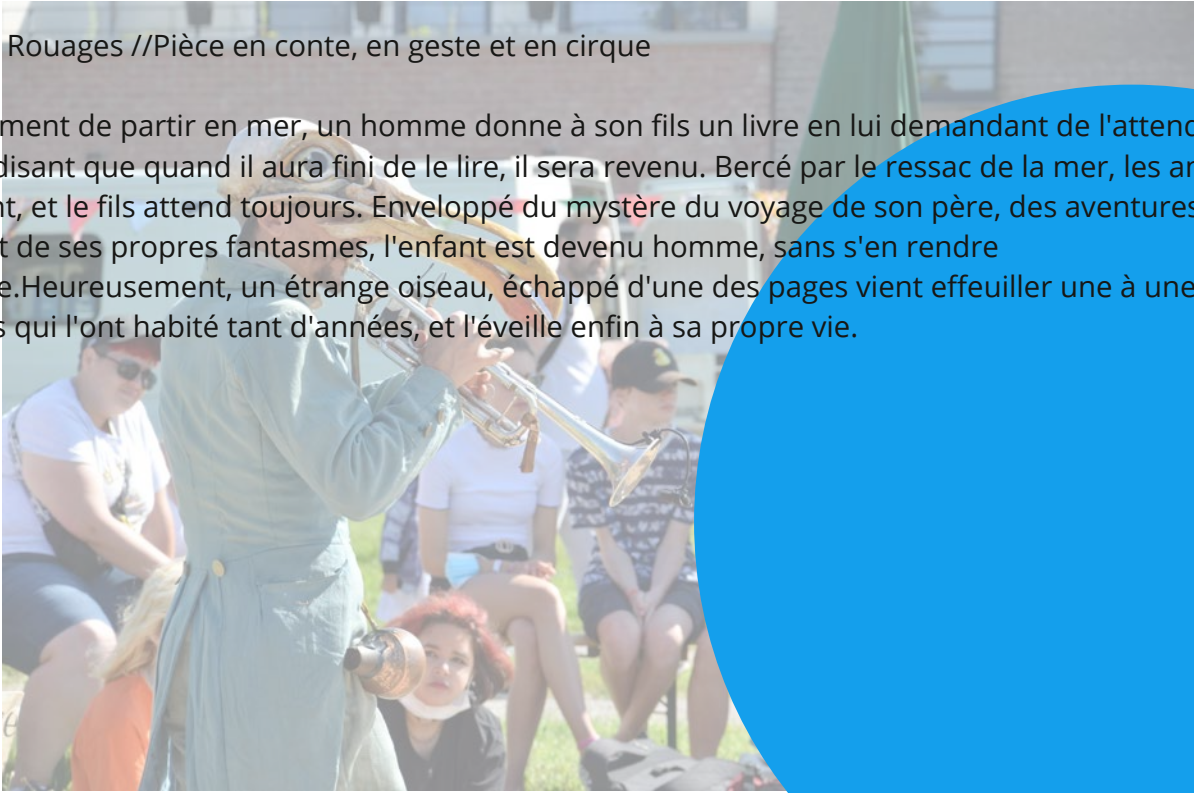 Rouages //Pièce en conte, en geste et en cirque
ment de partir en mer, un homme donne à son fils un livre en lui demandant de l'attend
disant que quand il aura fini de le lire, il sera revenu. Bercé par le ressac de la mer, les an
nt, et le fils attend toujours. Enveloppé du mystère du voyage de son père, des aventures
t de ses propres fantasmes, l'enfant est devenu homme, sans s'en rendre
e.Heureusement, un étrange oiseau, échappé d'une des pages vient effeuiller une à une
s qui l'ont habité tant d'années, et l'éveille enfin à sa propre vie.